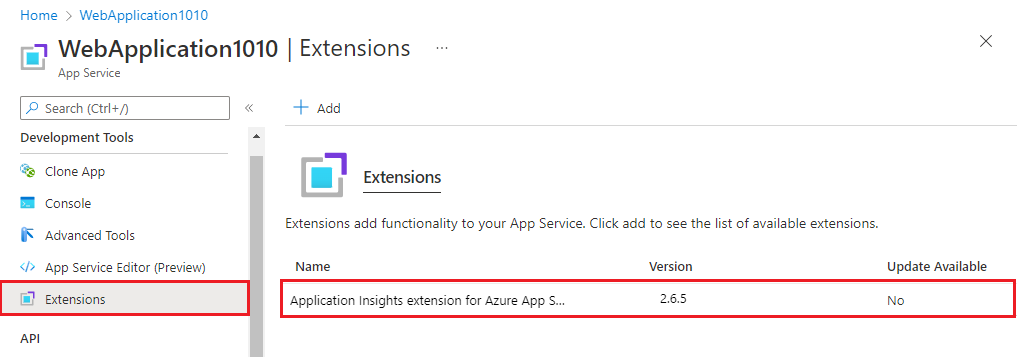 Home > WebApplication1010
WebApplication1010 | Extensions ...
App Service
Search (Ctrl+/) «
Development Tools
Clone App
Console
Advanced Tools
App Service Editor (Preview)
Extensions
API
+ Add
Extensions
Extensions add functionality to your App Service. Click add to see the list of available extensions.
Name Version Update Available
Application Insights extension for Azure App S... 2.6.5 No